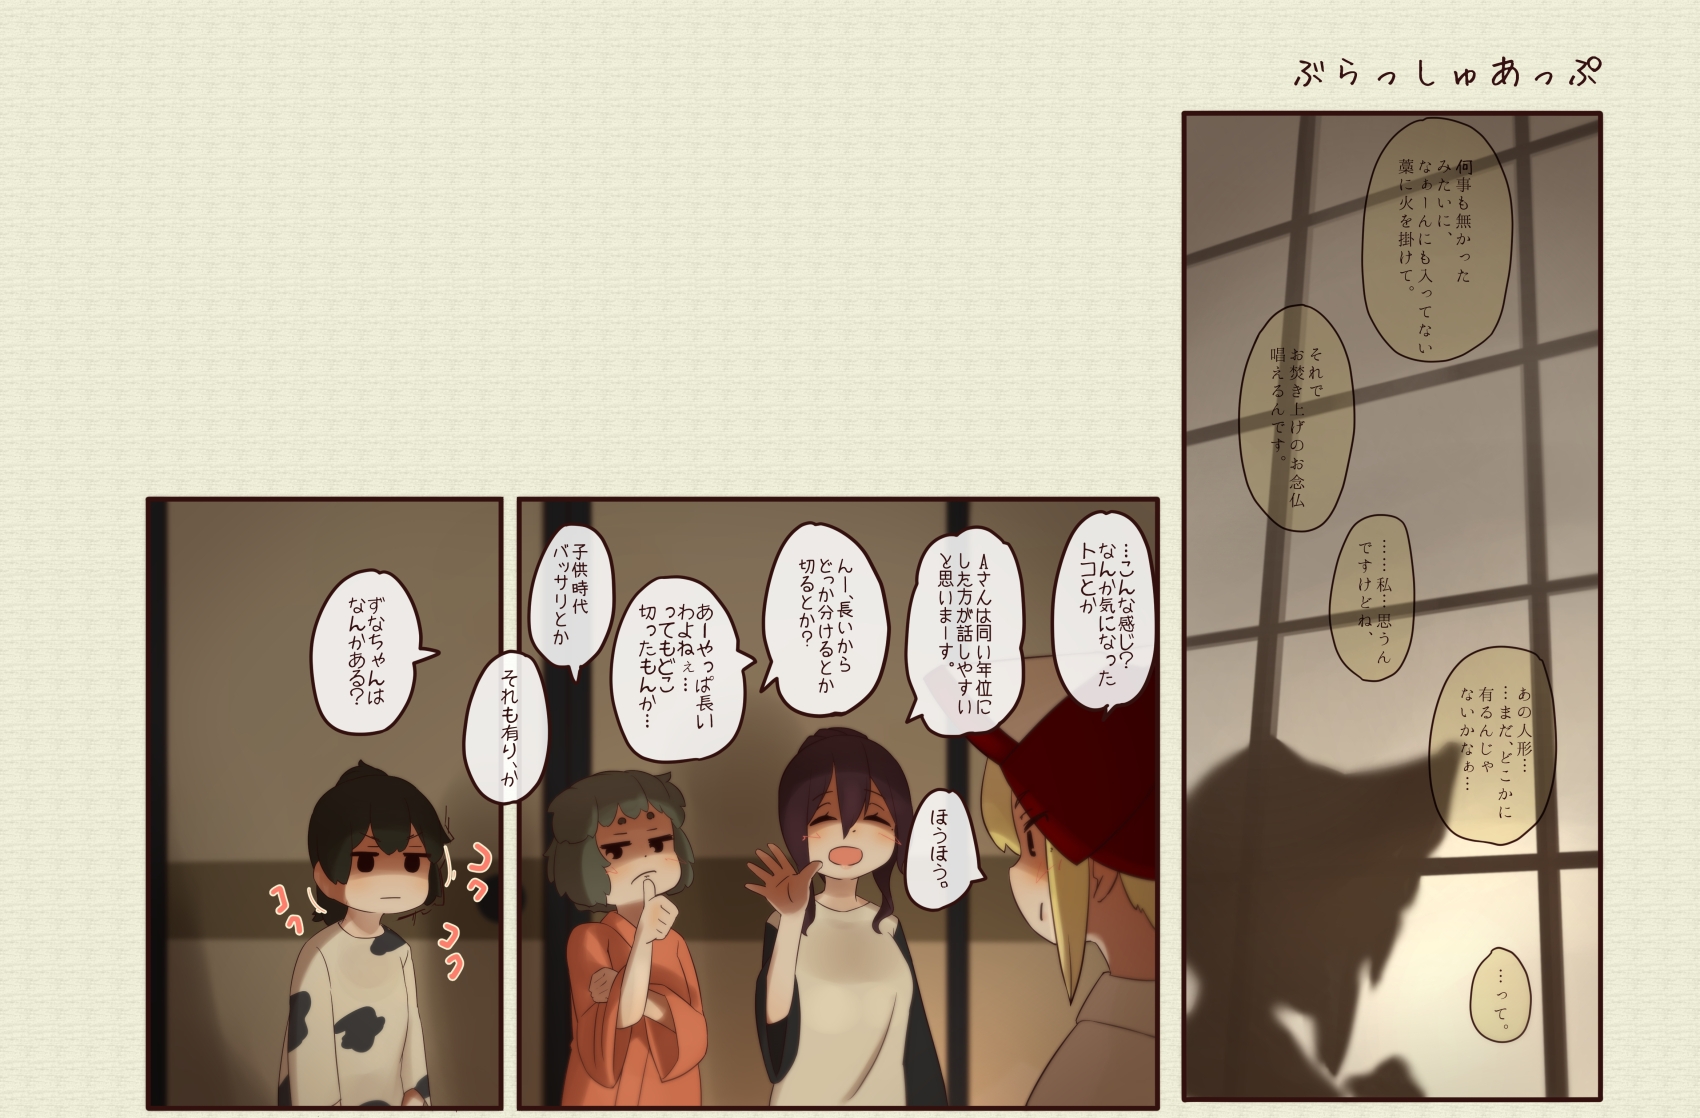 ぶらっしゅあっぷ
何事も無かった
みたいに、
なぁーんにも入ってない
藁に火を掛けて。
それで
お焚き上げのお念仏
唱えるんです。
……私…思うん
ですけどね、
あの人形…
…まだ、どこかに
有るんじゃ
ないかなぁ…
…って。
…こんな感じ？
なんか気になった
トコとか
Aさんは同い年位に
した方が話しやすい
と思いまーす。
ほうほう。
んー、長いから
どっか分けるとか
切るとか？
あーやっぱ長い
わよねぇ…
ってもどこ
切ったもんか…
子供時代
バッサリとか
それも有り、か
ずなちゃんは
なんかある？
コク
コク
コク